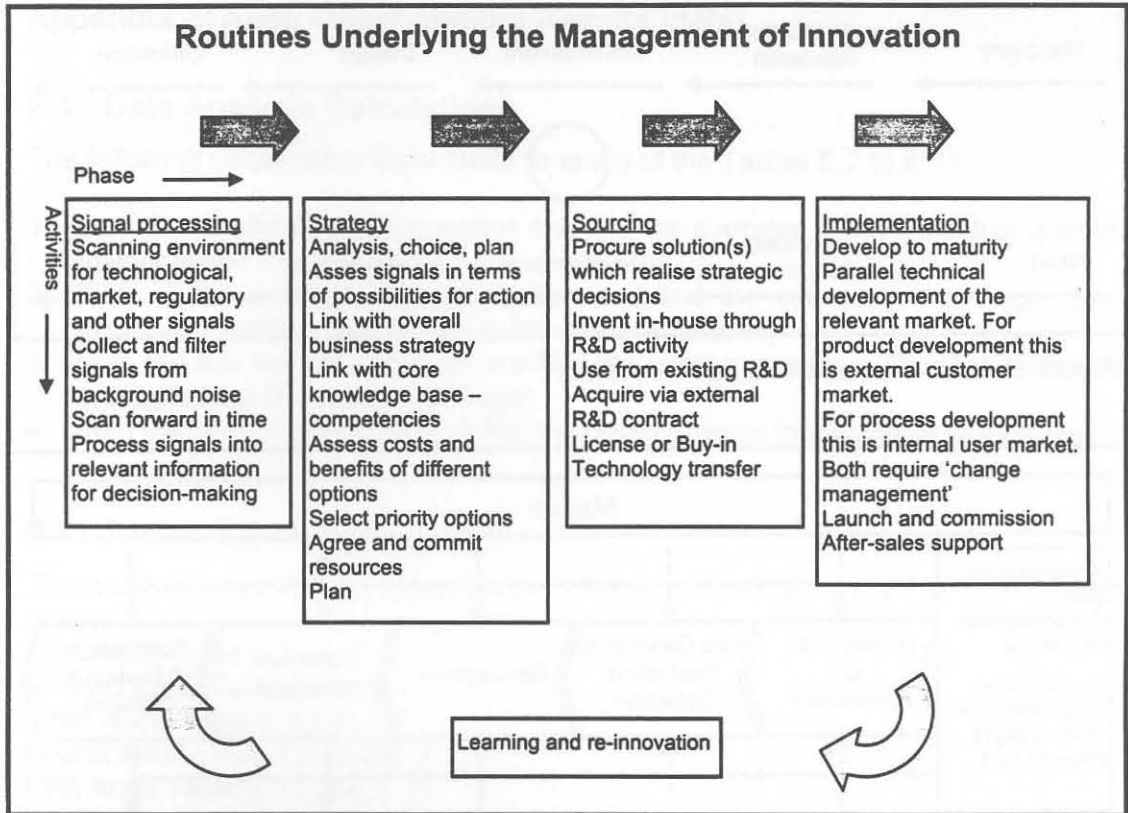 Routines Underlying the Management of Innovation
Phase
Activities
Signal processing
Scanning environment
for technological,
market, regulatory
and other signals
Collect and filter
signals from
background noise
Scan forward in time
Process signals into
relevant information
for decision-making
Strategy
Analysis, choice, plan
Asses signals in terms
of possibilities for action
Link with overall
business strategy
Link with core
knowledge base –
competencies
Assess costs and
benefits of different
options
Select priority options
Agree and commit
resources
Plan
Sourcing
Procure solution(s)
which realise strategic
decisions
Invent in-house through
R&D activity
Use from existing R&D
Acquire via external
R&D contract
License or Buy-in
Technology transfer
Implementation
Develop to maturity
Parallel technical
development of the
relevant market. For
product development this
is external customer
market.
For process development
this is internal user market.
Both require ‘change
management’
Launch and commission
After-sales support
Learning and re-innovation